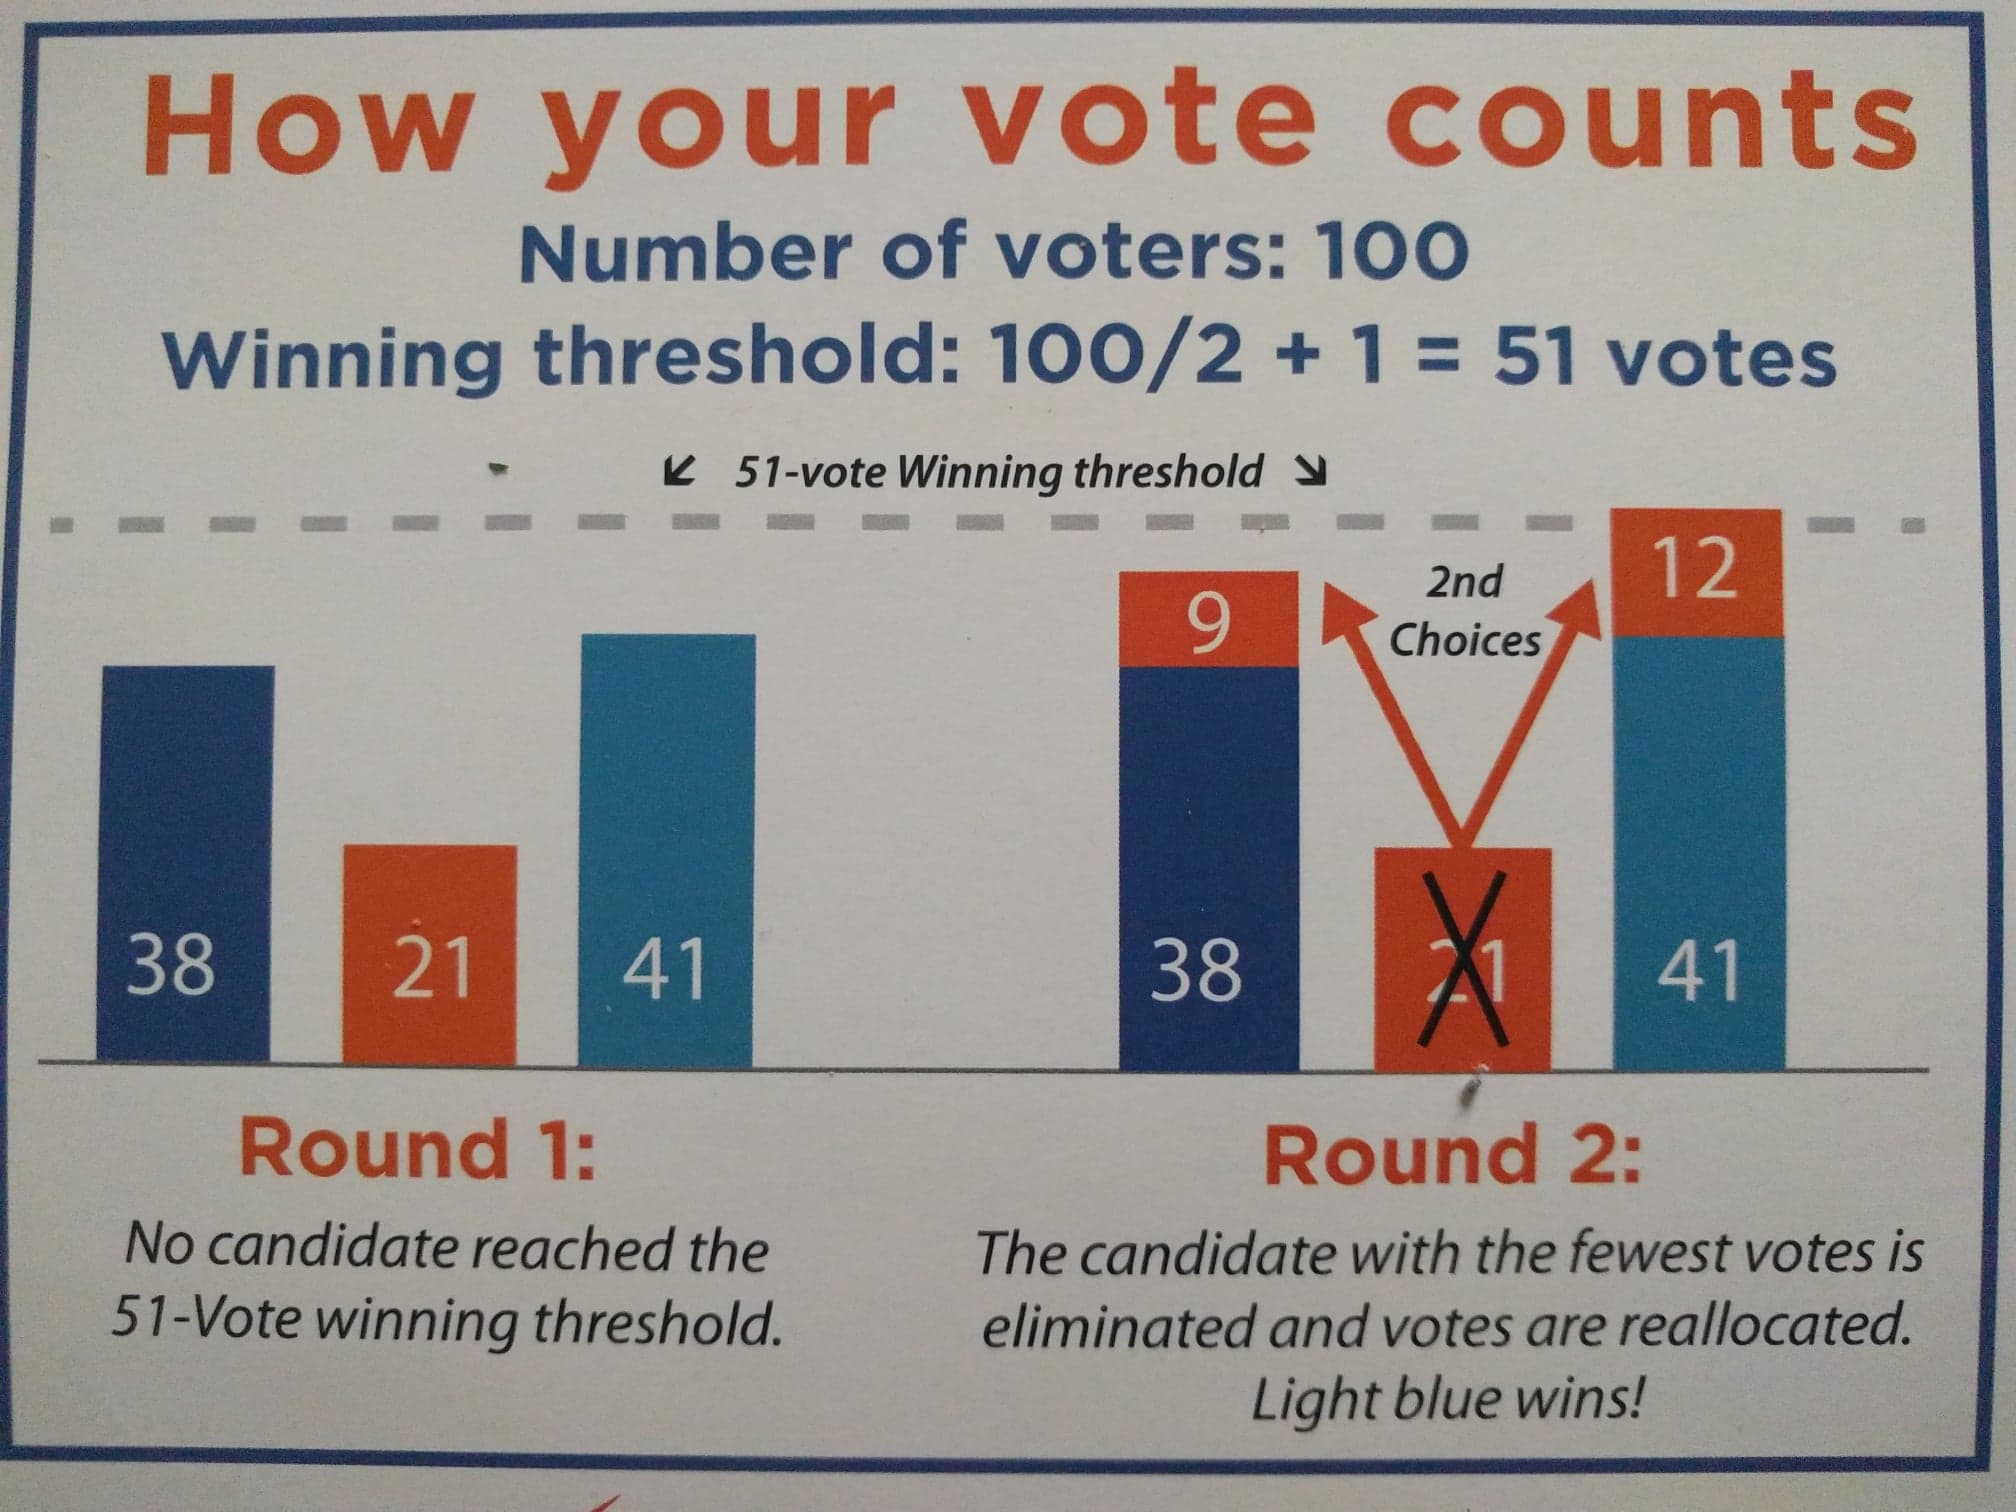 How your vote counts
Number of voters: 100
Winning threshold: 100/2 + 1 = 51 votes
↙ 51-vote Winning threshold ↘
38
21
41
9
38
2nd
Choices
21
12
41
Round 1:
No candidate reached the
51-Vote winning threshold.
Round 2:
The candidate with the fewest votes is
eliminated and votes are reallocated.
Light blue wins!